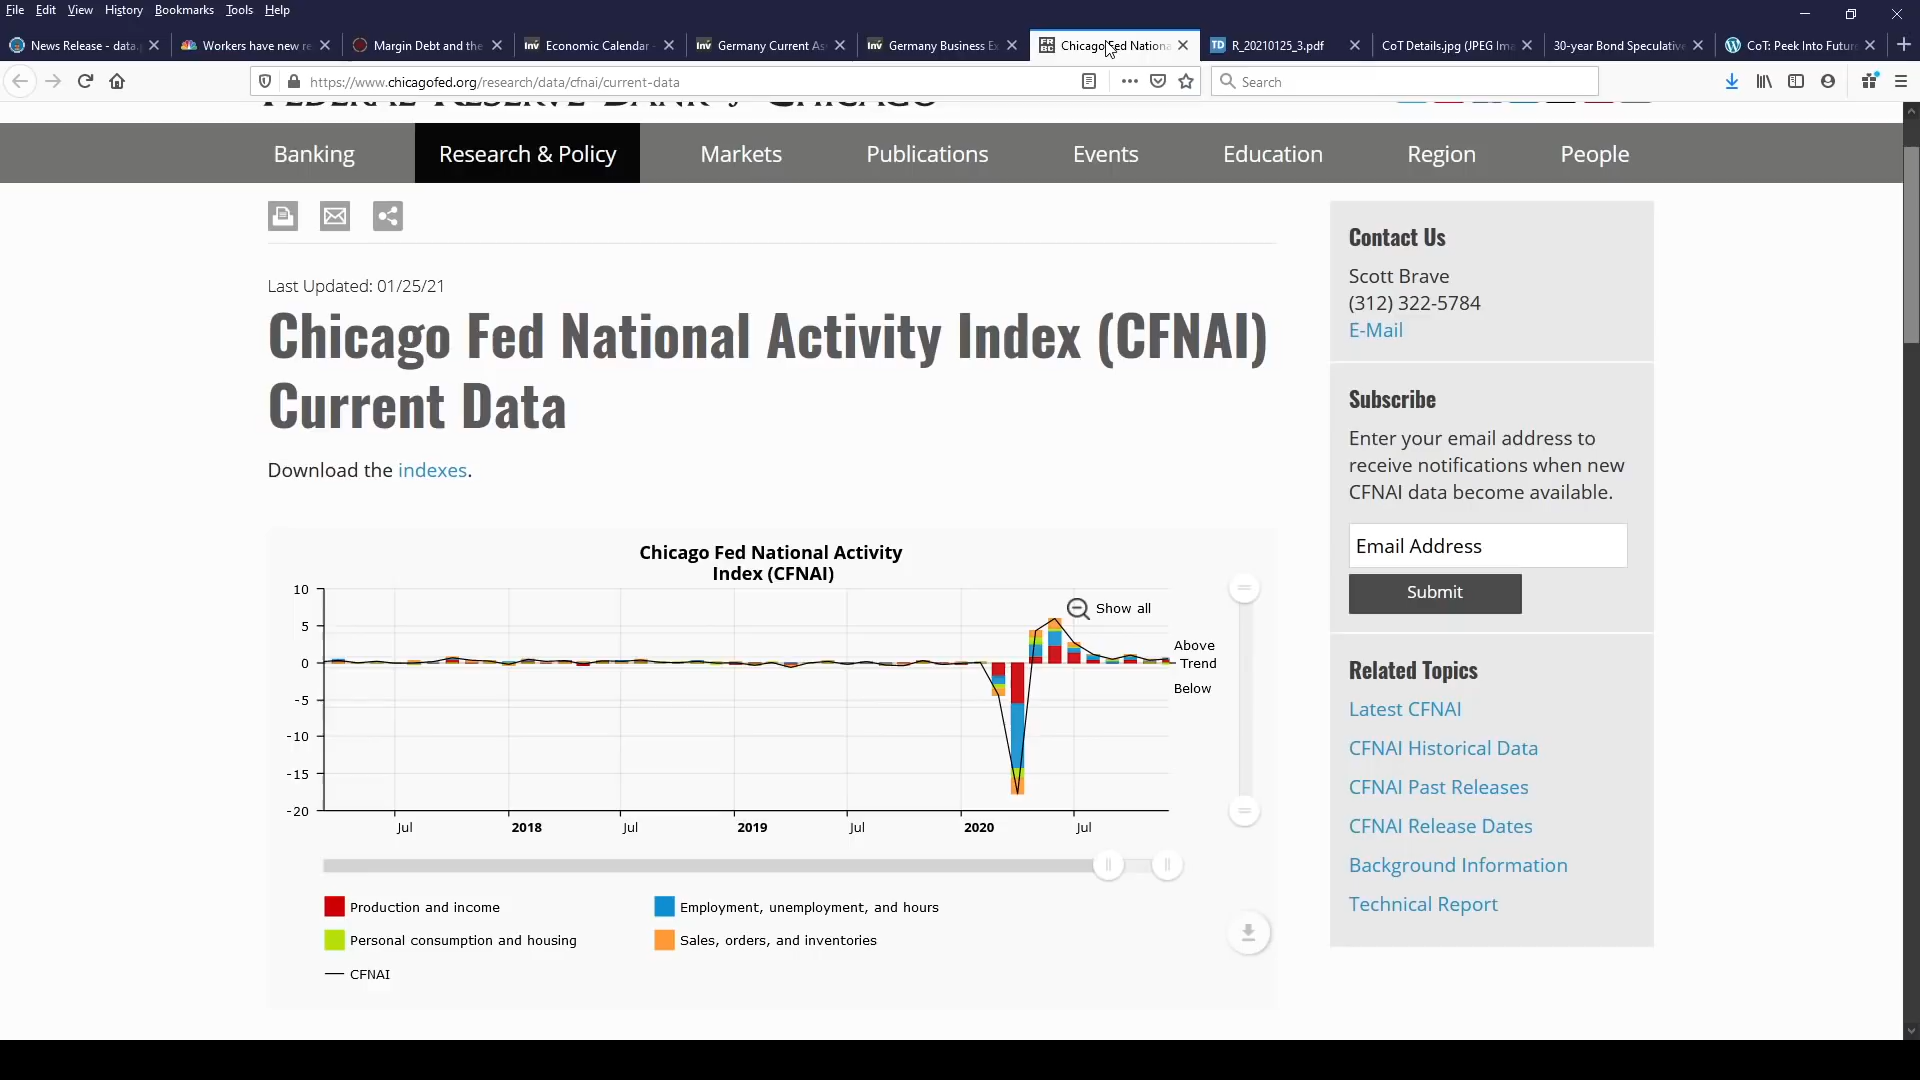 File Edit View History Bookmarks Tools Help
News Release - data. Workers have new re Margin Debt and the Economic Calendar - Germany Current As Germany Business Ex Chicago Fed Nationa R_20210125_3.pdf CoT Details.jpg (JPEG Ima 30-year Bond Speculative CoT: Peek Into Futur
https://www.chicagofed.org/research/data/cfnai/current-data
Search
FEDERAL RESERVE BANK of CHICAGO
Banking Research & Policy Markets Publications Events Education Region People
Last Updated: 01/25/21
Chicago Fed National Activity Index (CFNAI)
Current Data
Download the indexes.
Chicago Fed National Activity
Index (CFNAI)
Show all
10
5
0
-5
-10
-15
-20
Above
Trend
Below
Jul 2018 Jul 2019 Jul 2020 Jul
Production and income
Employment, unemployment, and hours
Personal consumption and housing
Sales, orders, and inventories
CFNAI
Contact Us
Scott Brave
(312) 322-5784
E-Mail
Subscribe
Enter your email address to
receive notifications when new
CFNAI data become available.
Email Address
Submit
Related Topics
Latest CFNAI
CFNAI Historical Data
CFNAI Past Releases
CFNAI Release Dates
Background Information
Technical Report